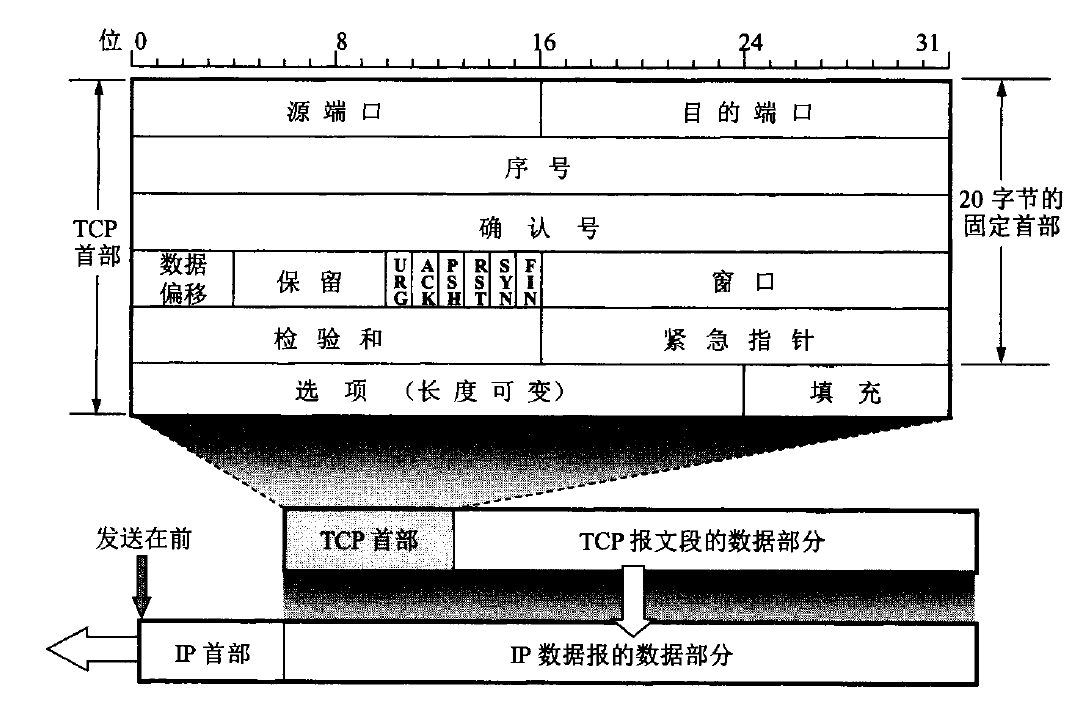 位 0 8 16 24 31
源端口 目的端口
序号
确认号
TCP
首部
20 字节的
固定首部
数据
偏移
保留
URG
ACK
PSH
RST
SYN
FIN
窗口
检验和 紧急指针
选项（长度可变） 填充
发送在前
TCP 首部 TCP 报文段的数据部分
IP 首部 IP 数据报的数据部分